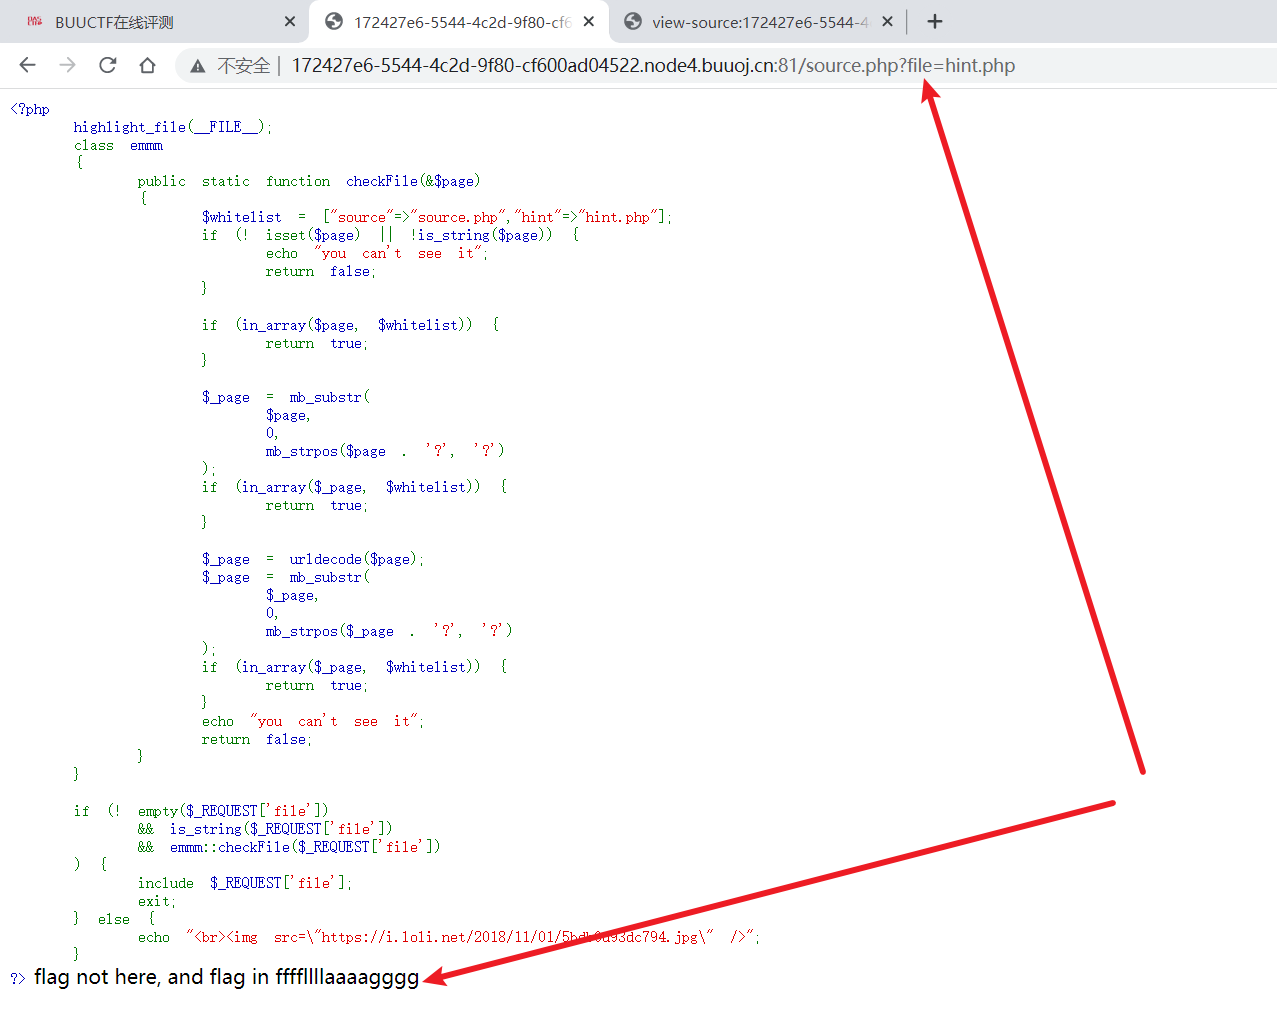 BUUCTF在线评测
172427e6-5544-4c2d-9f80-cf6
view-source:172427e6-5544-4
不安全 | 172427e6-5544-4c2d-9f80-cf600ad04522.node4.buuoj.cn:81/source.php?file=hint.php
<?php
highlight_file(__FILE__);
class emmm
{
public static function checkFile(&$page)
{
$whitelist = ["source"=>"source.php","hint"=>"hint.php"];
if (! isset($page) || !is_string($page)) {
echo "you can't see it";
return false;
}
if (in_array($page, $whitelist)) {
return true;
}
$_page = mb_substr(
$page,
0,
mb_strpos($page . '?', '?')
);
if (in_array($_page, $whitelist)) {
return true;
}
$_page = urldecode($page);
$_page = mb_substr(
$_page,
0,
mb_strpos($_page . '?', '?')
);
if (in_array($_page, $whitelist)) {
return true;
}
echo "you can't see it";
return false;
}
}
if (! empty($_REQUEST['file'])
&& is_string($_REQUEST['file'])
&& emmm::checkFile($_REQUEST['file'])
) {
include $_REQUEST['file'];
exit;
} else {
echo "<br><img src=\"https://i.loli.net/2018/11/01/5bdb0d93dc794.jpg\" />";
}
?> flag not here, and flag in ffffllllaaaagggg